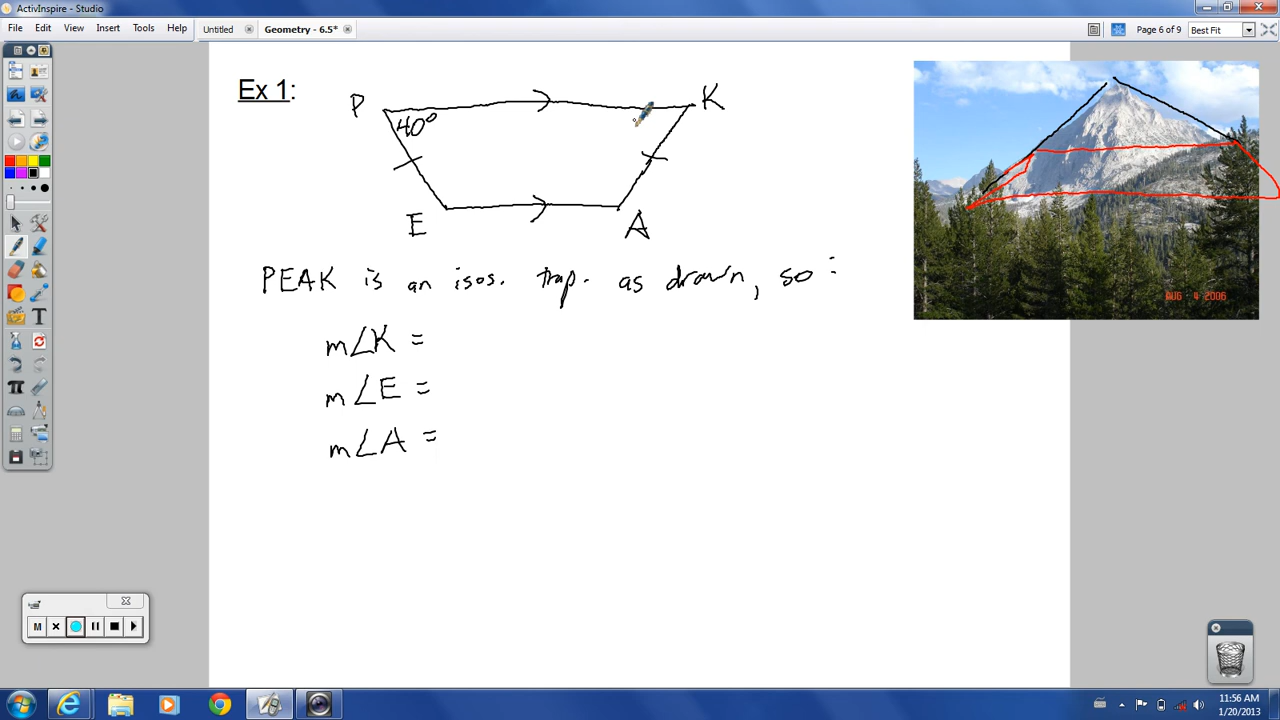 ActivInspire - Studio
File Edit View Insert Tools Help
Untitled
Geometry - 6.5*
Page 6 of 9
Best Fit
Ex 1:
P
K
40°
E
A
PEAK is an isos. trap. as drawn, so:
m∠K =
m∠E =
m∠A =
AUG 4 2006
M
11:56 AM
1/20/2013